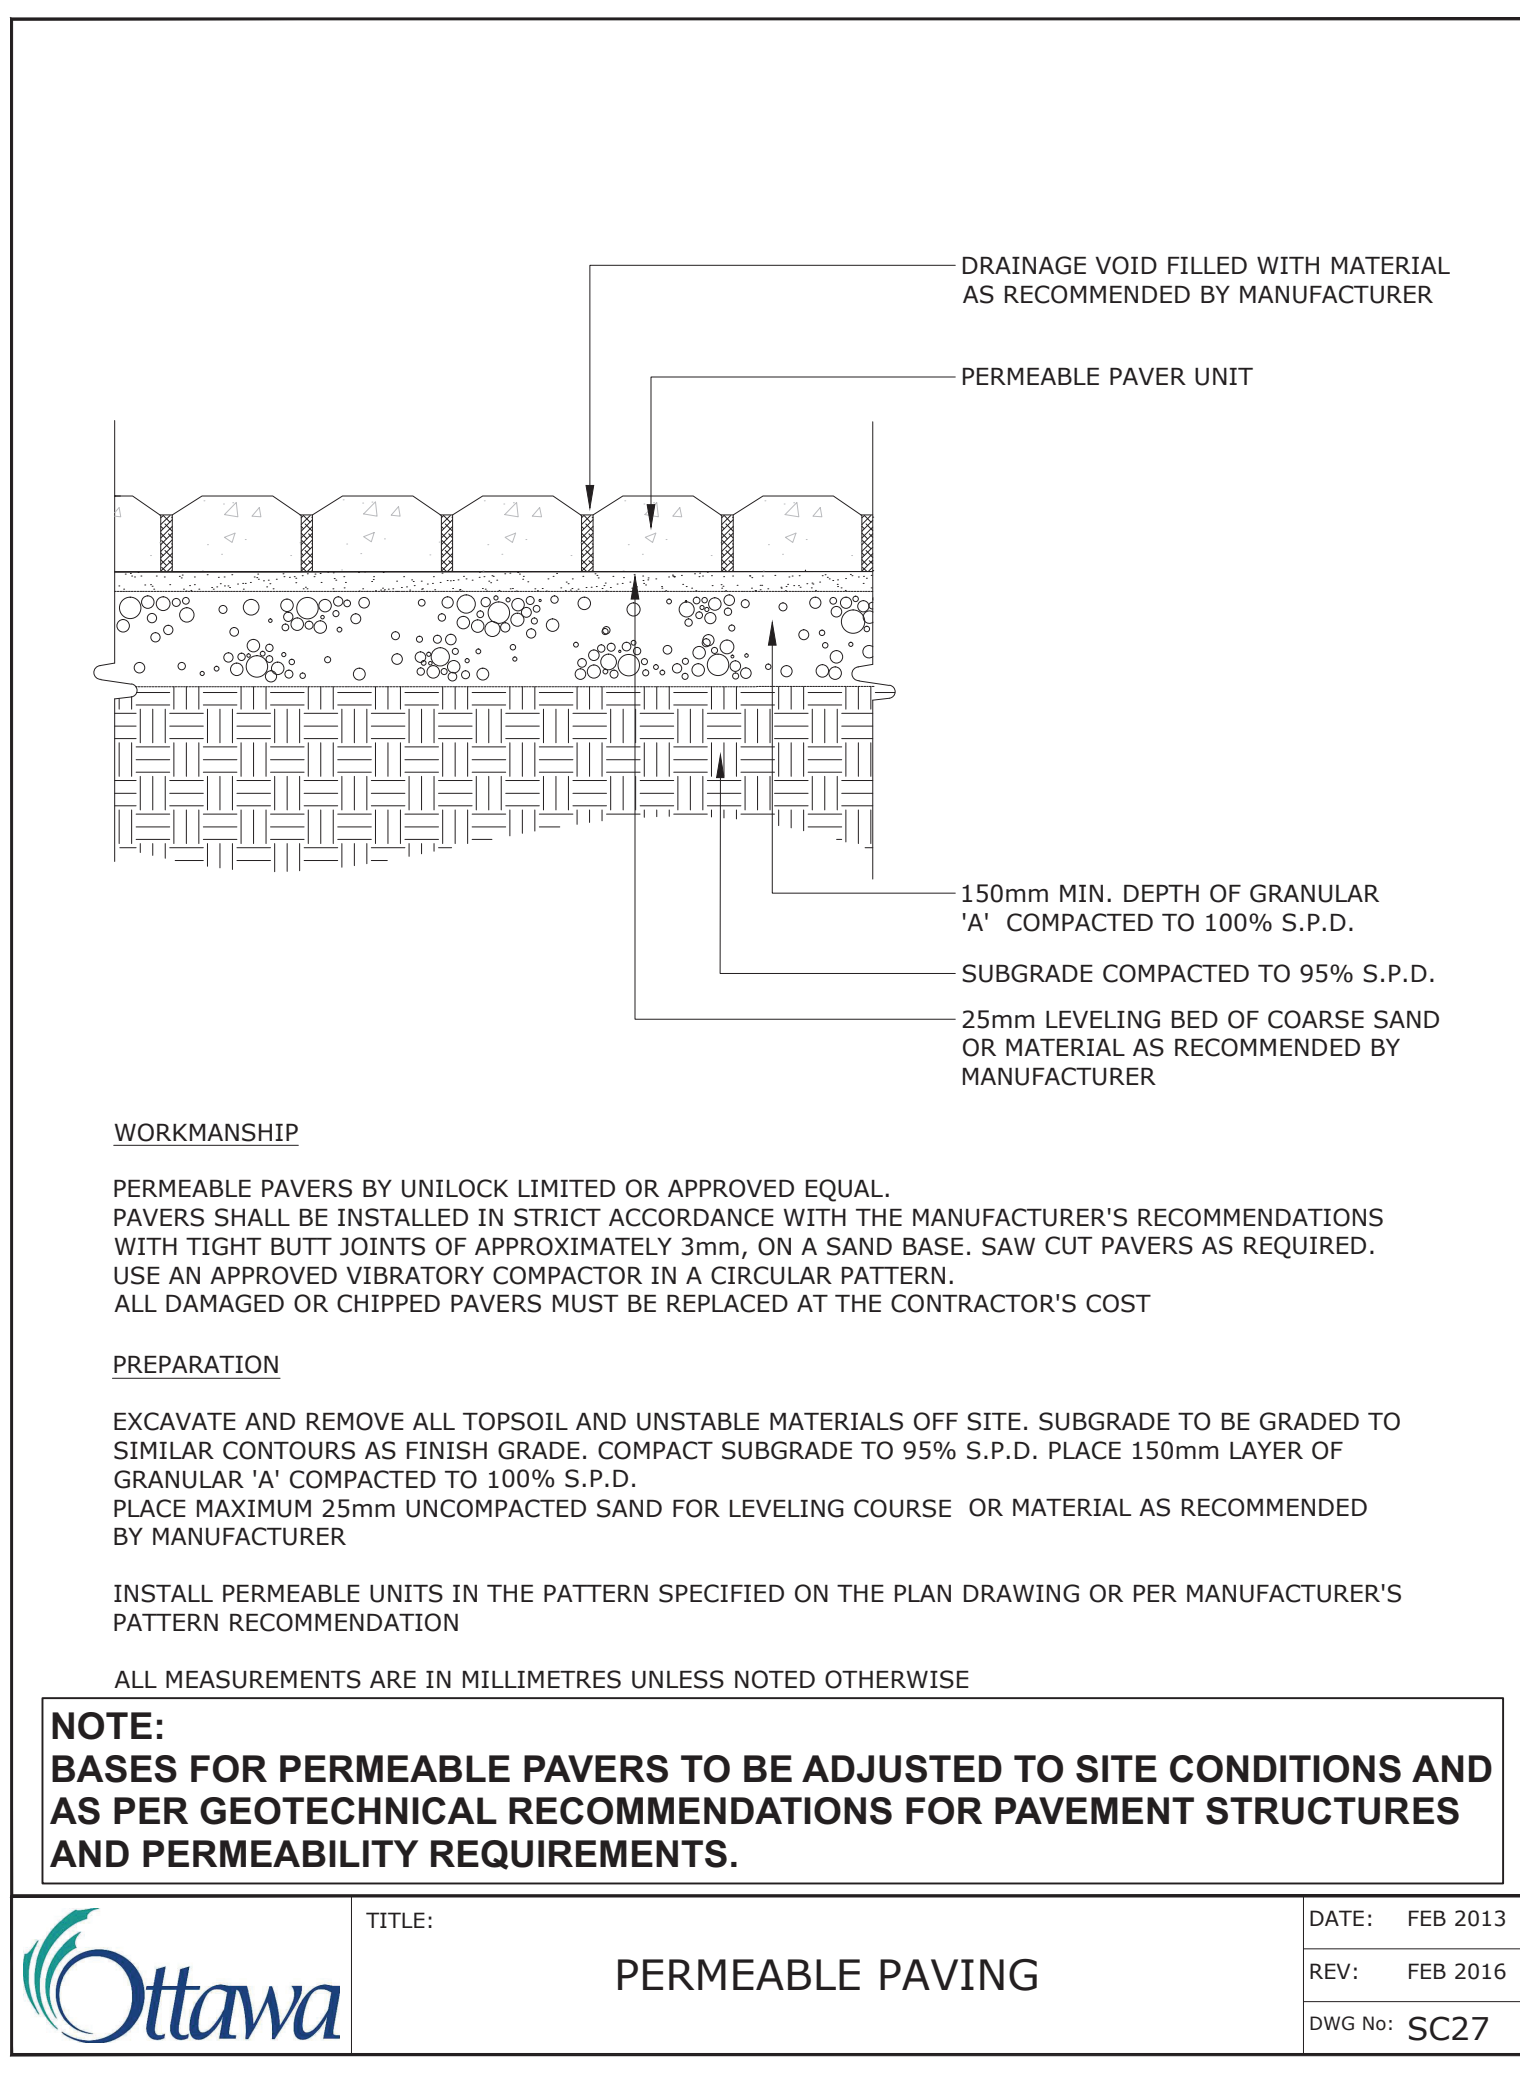 DRAINAGE VOID FILLED WITH MATERIAL
AS RECOMMENDED BY MANUFACTURER
PERMEABLE PAVER UNIT
150mm MIN. DEPTH OF GRANULAR
'A' COMPACTED TO 100% S.P.D.
SUBGRADE COMPACTED TO 95% S.P.D.
25mm LEVELING BED OF COARSE SAND
OR MATERIAL AS RECOMMENDED BY
MANUFACTURER
WORKMANSHIP
PERMEABLE PAVERS BY UNILOCK LIMITED OR APPROVED EQUAL.
PAVERS SHALL BE INSTALLED IN STRICT ACCORDANCE WITH THE MANUFACTURER'S RECOMMENDATIONS
WITH TIGHT BUTT JOINTS OF APPROXIMATELY 3mm, ON A SAND BASE. SAW CUT PAVERS AS REQUIRED.
USE AN APPROVED VIBRATORY COMPACTOR IN A CIRCULAR PATTERN.
ALL DAMAGED OR CHIPPED PAVERS MUST BE REPLACED AT THE CONTRACTOR'S COST
PREPARATION
EXCAVATE AND REMOVE ALL TOPSOIL AND UNSTABLE MATERIALS OFF SITE. SUBGRADE TO BE GRADED TO
SIMILAR CONTOURS AS FINISH GRADE. COMPACT SUBGRADE TO 95% S.P.D. PLACE 150mm LAYER OF
GRANULAR 'A' COMPACTED TO 100% S.P.D.
PLACE MAXIMUM 25mm UNCOMPACTED SAND FOR LEVELING COURSE OR MATERIAL AS RECOMMENDED
BY MANUFACTURER
INSTALL PERMEABLE UNITS IN THE PATTERN SPECIFIED ON THE PLAN DRAWING OR PER MANUFACTURER'S
PATTERN RECOMMENDATION
ALL MEASUREMENTS ARE IN MILLIMETRES UNLESS NOTED OTHERWISE
NOTE:
BASES FOR PERMEABLE PAVERS TO BE ADJUSTED TO SITE CONDITIONS AND
AS PER GEOTECHNICAL RECOMMENDATIONS FOR PAVEMENT STRUCTURES
AND PERMEABILITY REQUIREMENTS.
Ottawa
TITLE:
PERMEABLE PAVING
DATE: FEB 2013
REV: FEB 2016
DWG No: SC27